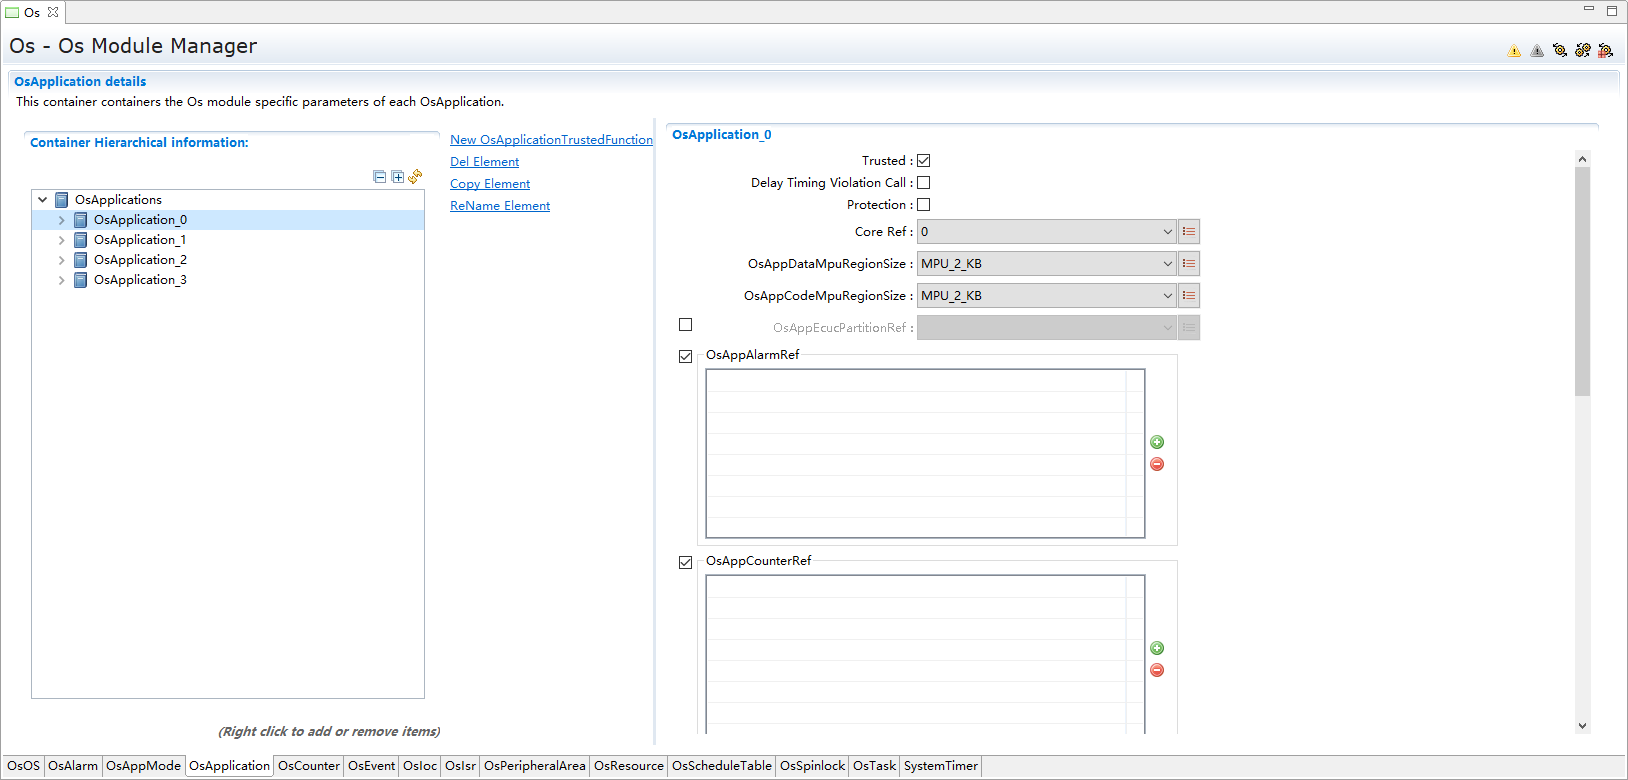 Os
Os - Os Module Manager
OsApplication details
This container containers the Os module specific parameters of each OsApplication.
Container Hierarchical information:
OsApplications
OsApplication_0
OsApplication_1
OsApplication_2
OsApplication_3
(Right click to add or remove items)
New OsApplicationTrustedFunction
Del Element
Copy Element
ReName Element
OsApplication_0
Trusted :
Delay Timing Violation Call :
Protection :
Core Ref : 0
OsAppDataMpuRegionSize : MPU_2_KB
OsAppCodeMpuRegionSize : MPU_2_KB
OsAppEcucPartitionRef :
OsAppAlarmRef
OsAppCounterRef
OsOS OsAlarm OsAppMode OsApplication OsCounter OsEvent OsIoc OsIsr OsPeripheralArea OsResource OsScheduleTable OsSpinlock OsTask SystemTimer